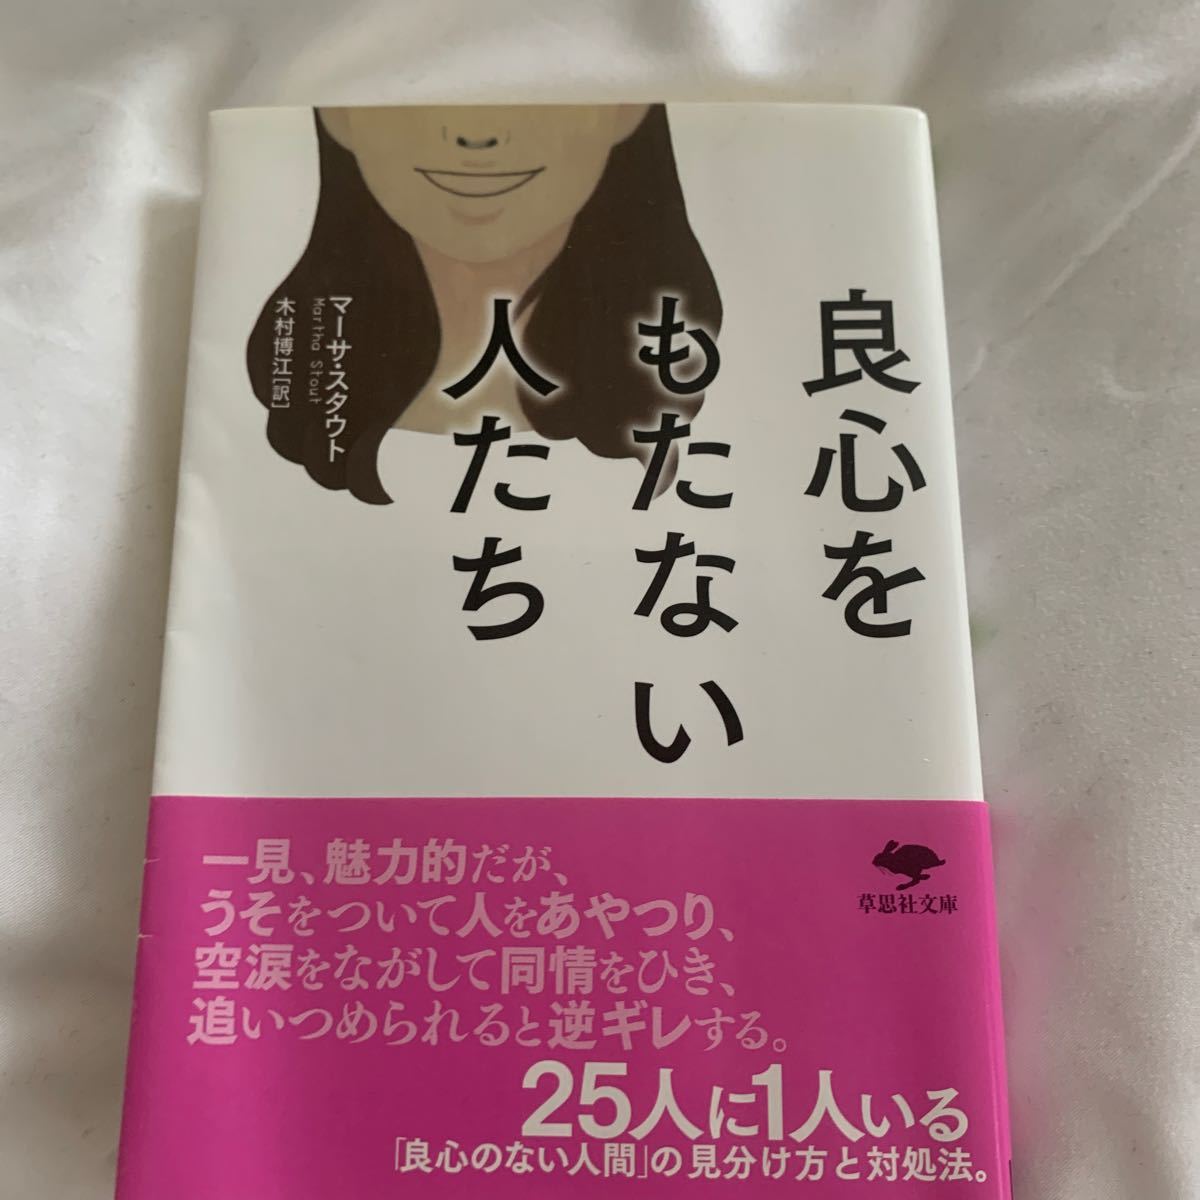 良心を
もたない
人たち
マーサ・スタウト
Martha Stout
木村博江[訳]
草思社文庫
一見、魅力的だが、
うそをついて人をあやつり、
空涙をながして同情をひき、
追いつめられると逆ギレする。
25人に1人いる
「良心のない人間」の見分け方と対処法。